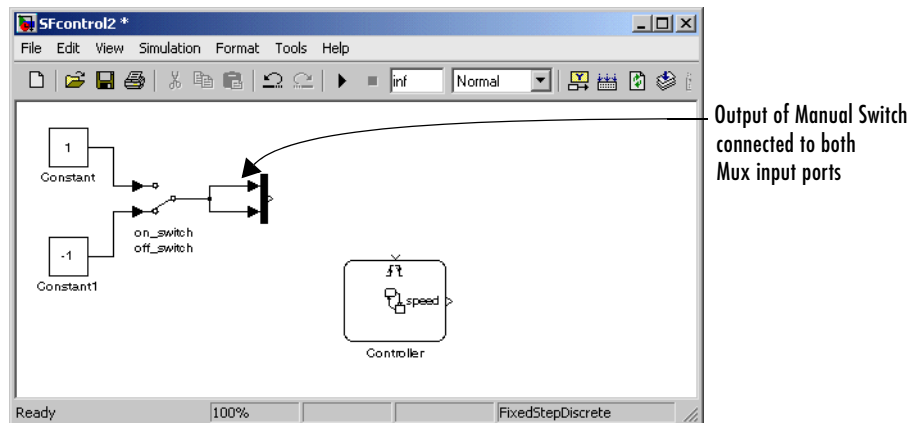 SFcontrol2 *
File Edit View Simulation Format Tools Help
inf Normal
Output of Manual Switch
connected to both
Mux input ports
1
Constant
on_switch
off_switch
-1
Constant1
speed
Controller
Ready 100% FixedStepDiscrete